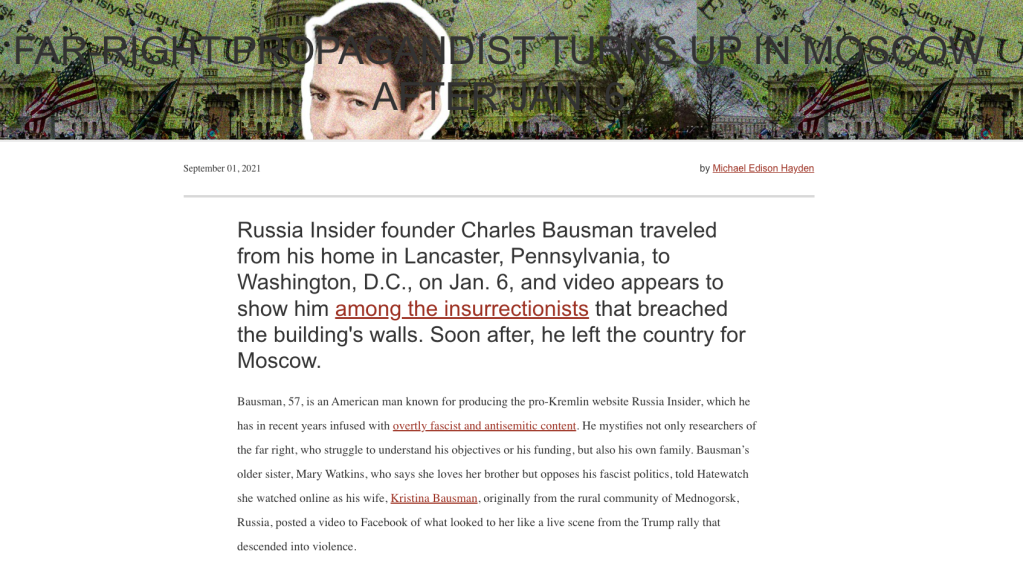 FAR-RIGHT PROPAGANDIST TURNS UP IN MOSCOW
AFTER JAN. 6
September 01, 2021
by Michael Edison Hayden
Russia Insider founder Charles Bausman traveled
from his home in Lancaster, Pennsylvania, to
Washington, D.C., on Jan. 6, and video appears to
show him among the insurrectionists that breached
the building's walls. Soon after, he left the country for
Moscow.
Bausman, 57, is an American man known for producing the pro-Kremlin website Russia Insider, which he
has in recent years infused with overtly fascist and antisemitic content. He mystifies not only researchers of
the far right, who struggle to understand his objectives or his funding, but also his own family. Bausman’s
older sister, Mary Watkins, who says she loves her brother but opposes his fascist politics, told Hatewatch
she watched online as his wife, Kristina Bausman, originally from the rural community of Mednogorsk,
Russia, posted a video to Facebook of what looked to her like a live scene from the Trump rally that
descended into violence.